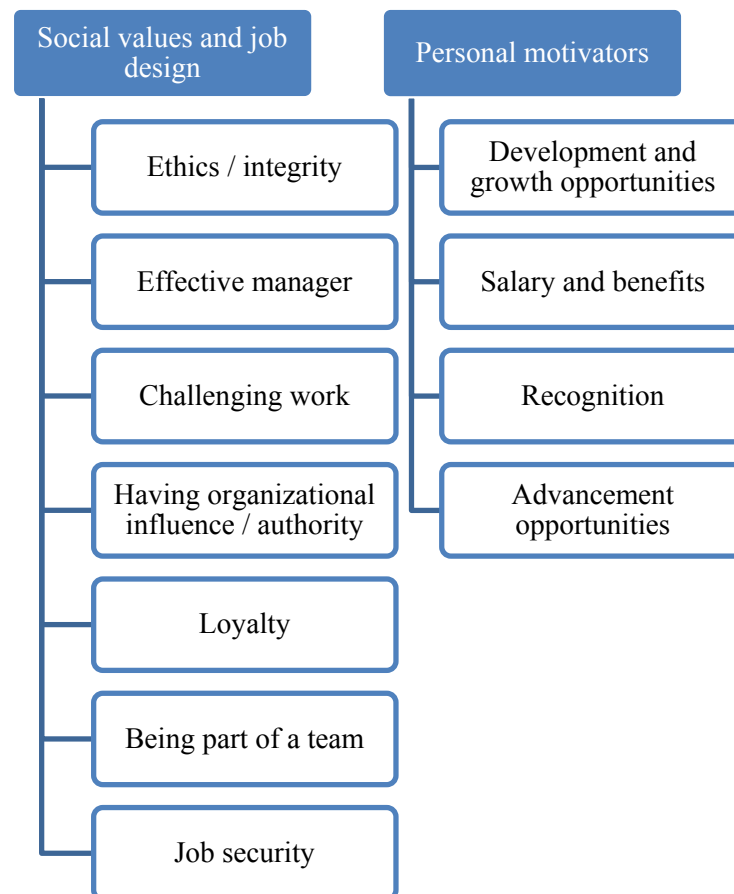 Social values and job
design
Ethics / integrity
Effective manager
Challenging work
Having organizational
influence / authority
Loyalty
Being part of a team
Job security
Personal motivators
Development and
growth opportunities
Salary and benefits
Recognition
Advancement
opportunities